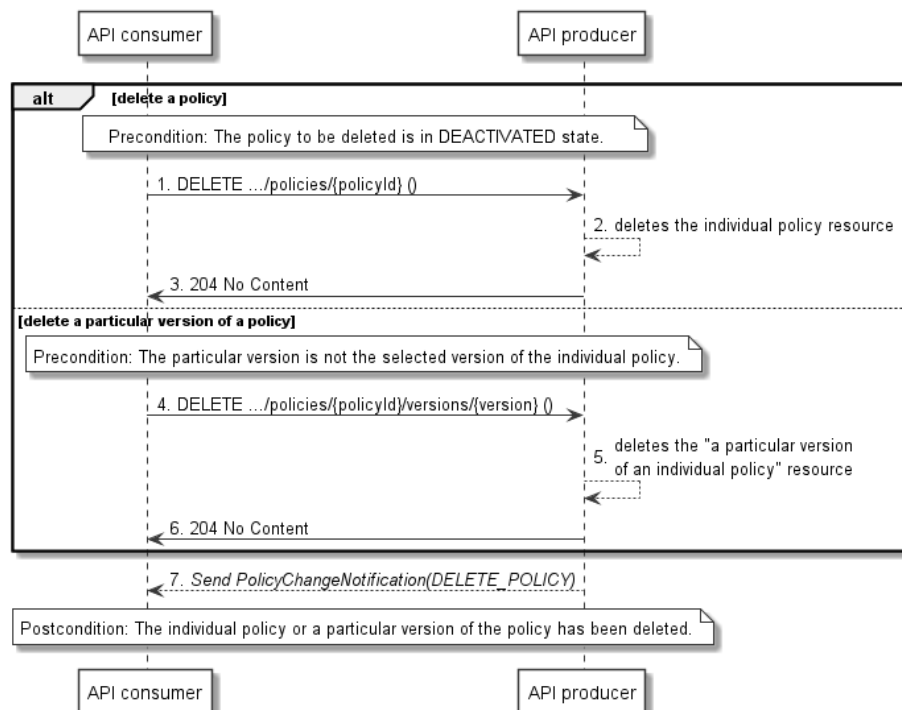 API consumer
API producer
alt
[delete a policy]
Precondition: The policy to be deleted is in DEACTIVATED state.
1. DELETE .../policies/{policyId} ()
2. deletes the individual policy resource
3. 204 No Content
[delete a particular version of a policy]
Precondition: The particular version is not the selected version of the individual policy.
4. DELETE .../policies/{policyId}/versions/{version} ()
5. deletes the "a particular version
of an individual policy" resource
6. 204 No Content
7. Send PolicyChangeNotification(DELETE_POLICY)
Postcondition: The individual policy or a particular version of the policy has been deleted.
API consumer
API producer